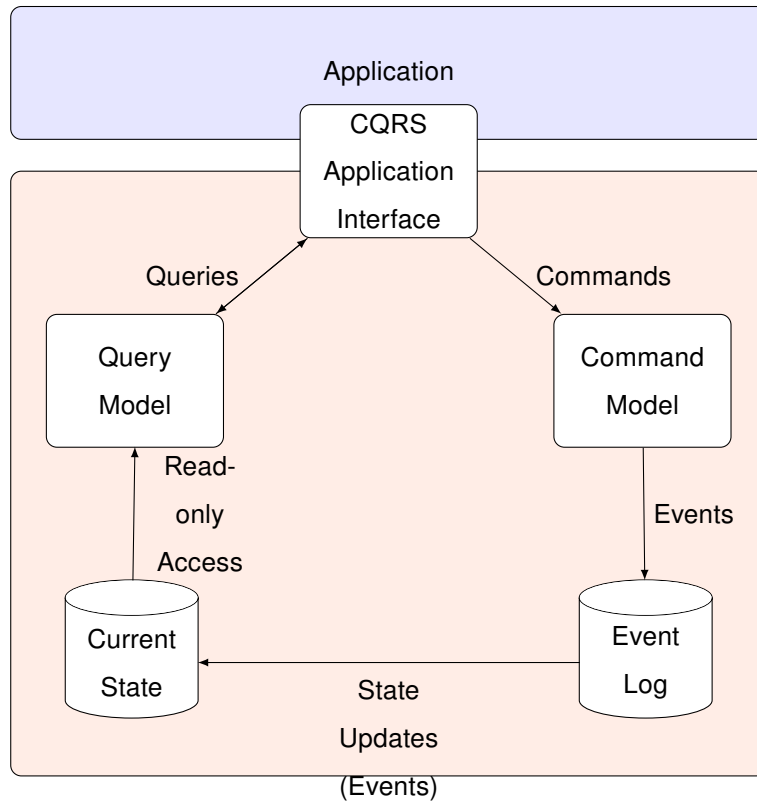 Application
CQRS
Application
Interface
Queries
Commands
Query
Model
Command
Model
Read-
only
Access
Events
Current
State
Event
Log
State
Updates
(Events)